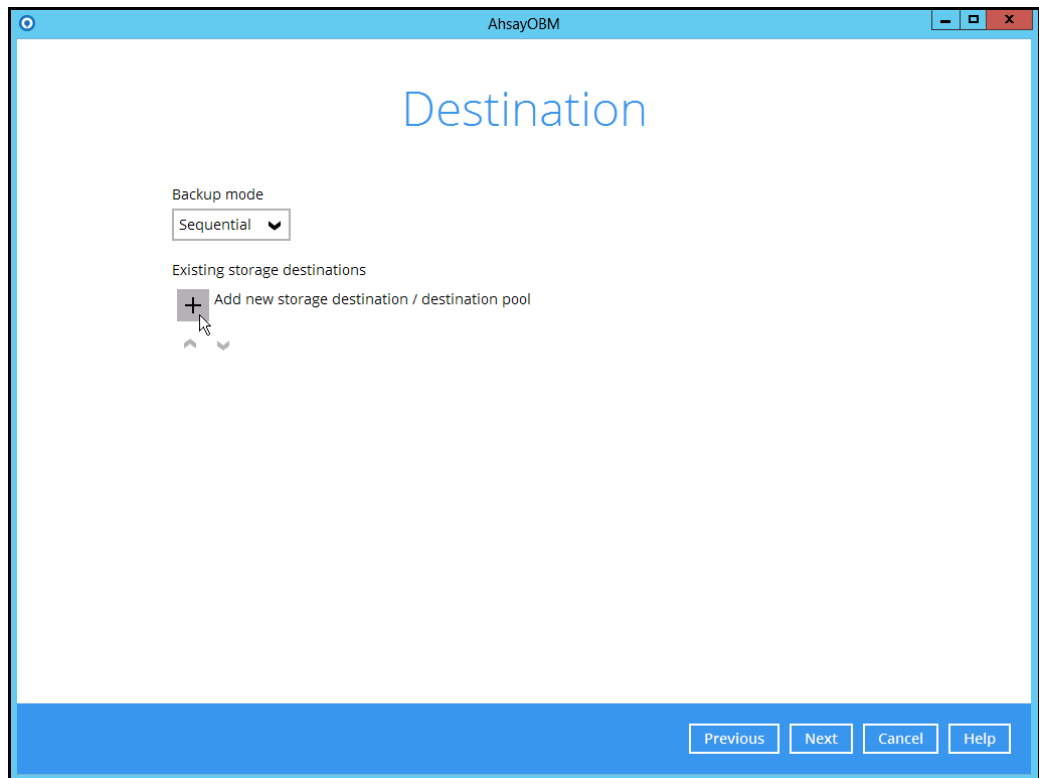 AhsayOBM
Destination
Backup mode
Sequential
Existing storage destinations
Add new storage destination / destination pool
Previous Next Cancel Help